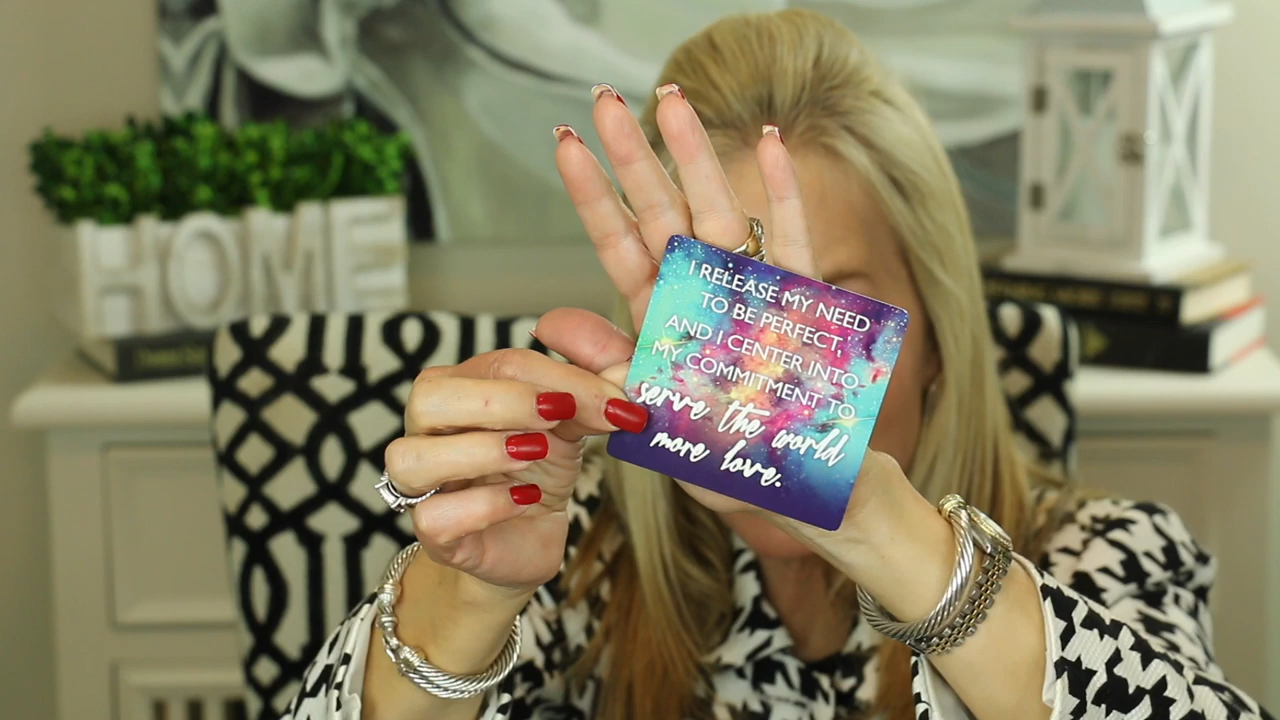 HOME
I RELEASE MY NEED
TO BE PERFECT,
AND I CENTER INTO
MY COMMITMENT TO
serve the world
more love.